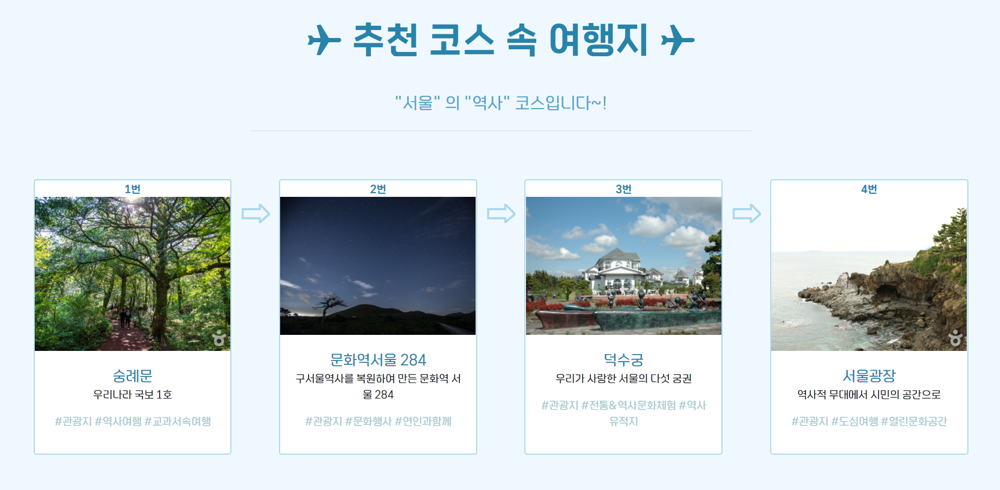 추천 코스 속 여행지
"서울" 의 "역사" 코스입니다~!
1번
숭례문
우리나라 국보 1호
#관광지 #역사여행 #교과서속여행
2번
문화역서울 284
구서울역사를 복원하여 만든 문화역 서
울 284
#관광지 #문화행사 #연인과함께
3번
덕수궁
우리가 사랑한 서울의 다섯 궁권
#관광지 #전통&역사문화체험 #역사
유적지
4번
서울광장
역사적 무대에서 시민의 공간으로
#관광지 #도심여행 #열린문화공간